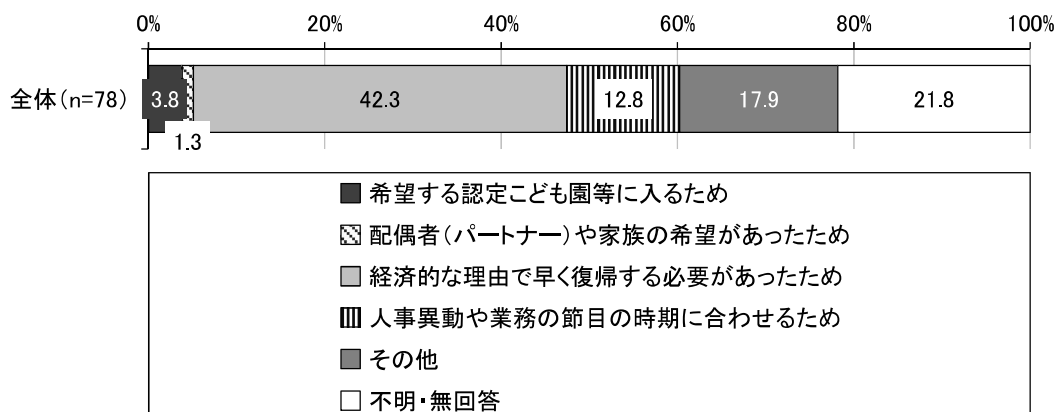 0% 20% 40% 60% 80% 100%
全体(n=78) 3.8 42.3 12.8 17.9 21.8
1.3
希望する認定こども園等に入るため
配偶者(パートナー)や家族の希望があったため
経済的な理由で早く復帰する必要があったため
人事異動や業務の節目の時期に合わせるため
その他
不明・無回答